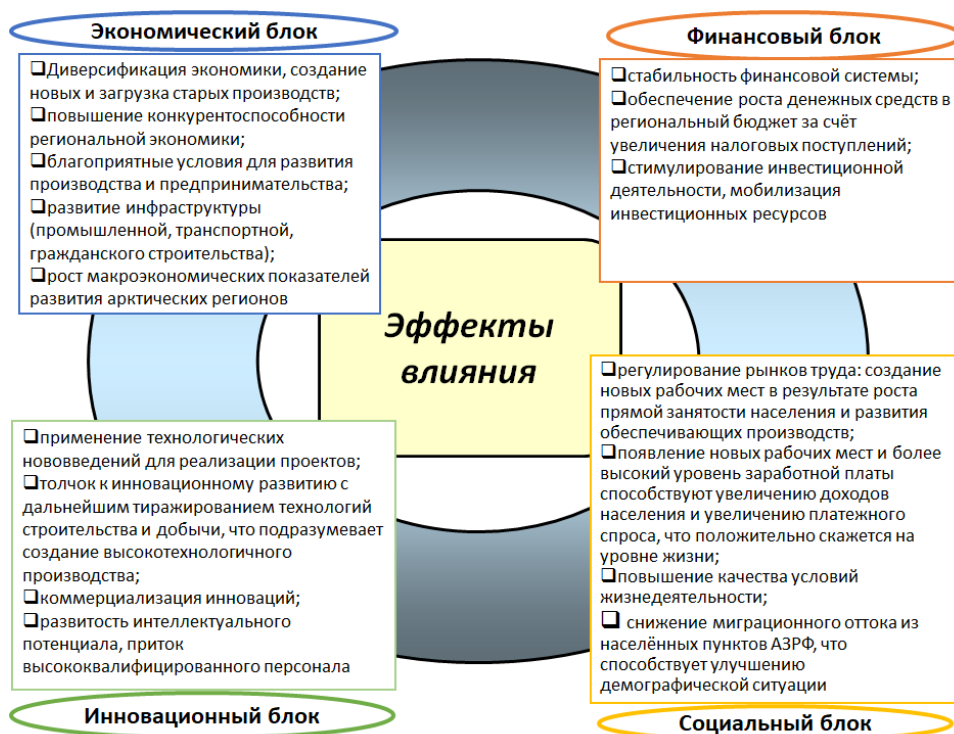 Экономический блок
❑Диверсификация экономики, создание
новых и загрузка старых производств;
❑повышение конкурентоспособности
региональной экономики;
❑благоприятные условия для развития
производства и предпринимательства;
❑развитие инфраструктуры
(промышленной, транспортной,
гражданского строительства);
❑рост макроэкономических показателей
развития арктических регионов
Финансовый блок
❑стабильность финансовой системы;
❑обеспечение роста денежных средств в
региональный бюджет за счёт
увеличения налоговых поступлений;
❑стимулирование инвестиционной
деятельности, мобилизация
инвестиционных ресурсов
Эффекты
влияния
❑применение технологических
нововведений для реализации проектов;
❑толчок к инновационному развитию с
дальнейшим тиражированием технологий
строительства и добычи, что подразумевает
создание высокотехнологичного
производства;
❑коммерциализация инноваций;
❑развитость интеллектуального
потенциала, приток
высококвалифицированного персонала
Инновационный блок
❑регулирование рынков труда: создание
новых рабочих мест в результате роста
прямой занятости населения и развития
обеспечивающих производств;
❑появление новых рабочих мест и более
высокий уровень заработной платы
способствуют увеличению доходов
населения и увеличению платежного
спроса, что положительно скажется на
уровне жизни;
❑повышение качества условий
жизнедеятельности;
❑ снижение миграционного оттока из
населённых пунктов АЗРФ, что
способствует улучшению
демографической ситуации
Социальный блок